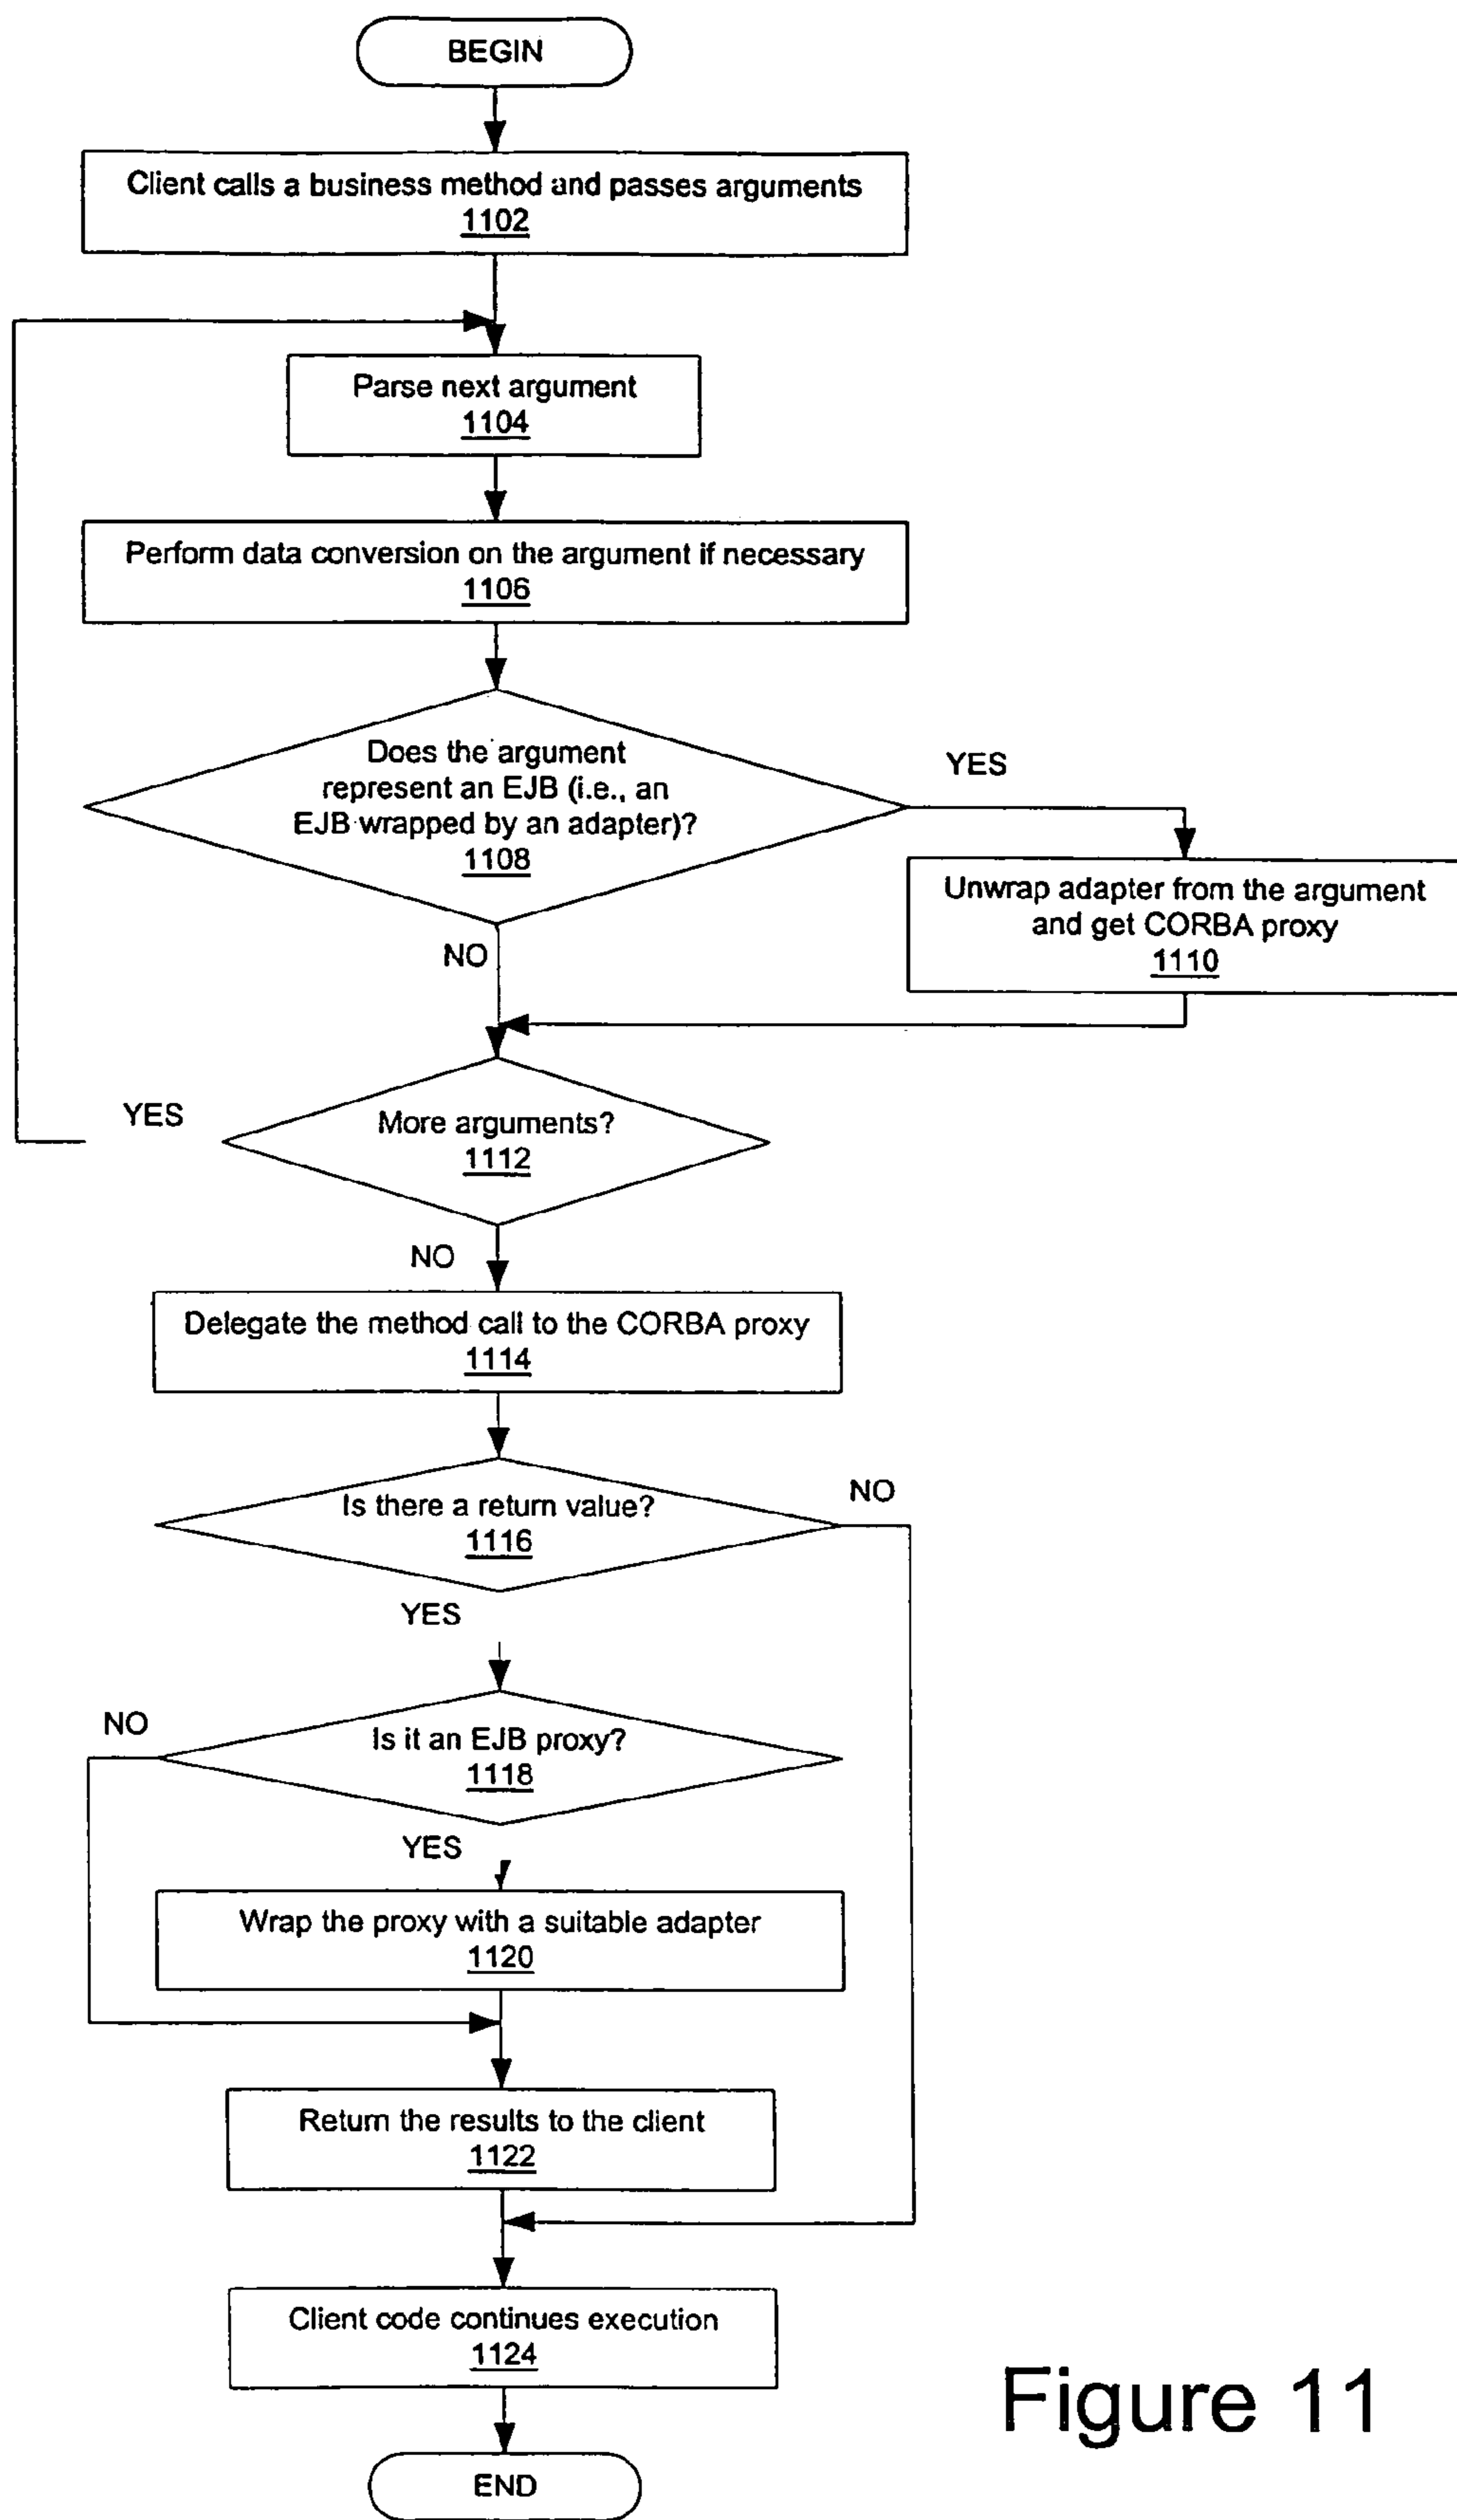 BEGIN
Client calls a business method and passes arguments
1102
Parse next argument
1104
Perform data conversion on the argument if necessary
1106
Does the argument
represent an EJB (i.e., an
EJB wrapped by an adapter)?
1108
YES
Unwrap adapter from the argument
and get CORBA proxy
1110
NO
More arguments?
1112
YES
NO
Delegate the method call to the CORBA proxy
1114
Is there a return value?
1116
NO
YES
Is it an EJB proxy?
1118
NO
YES
Wrap the proxy with a suitable adapter
1120
Return the results to the client
1122
Client code continues execution
1124
END
Figure 11